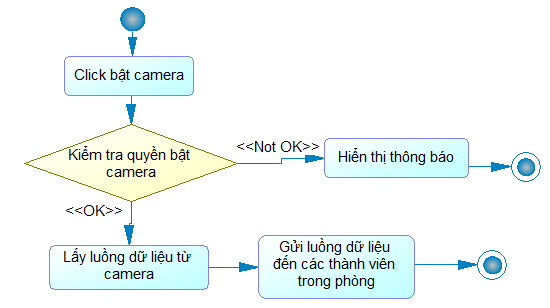 Click bật camera
Kiểm tra quyền bật
camera
<<Not OK>>
Hiển thị thông báo
<<OK>>
Lấy luồng dữ liệu từ
camera
Gửi luồng dữ liệu
đến các thành viên
trong phòng